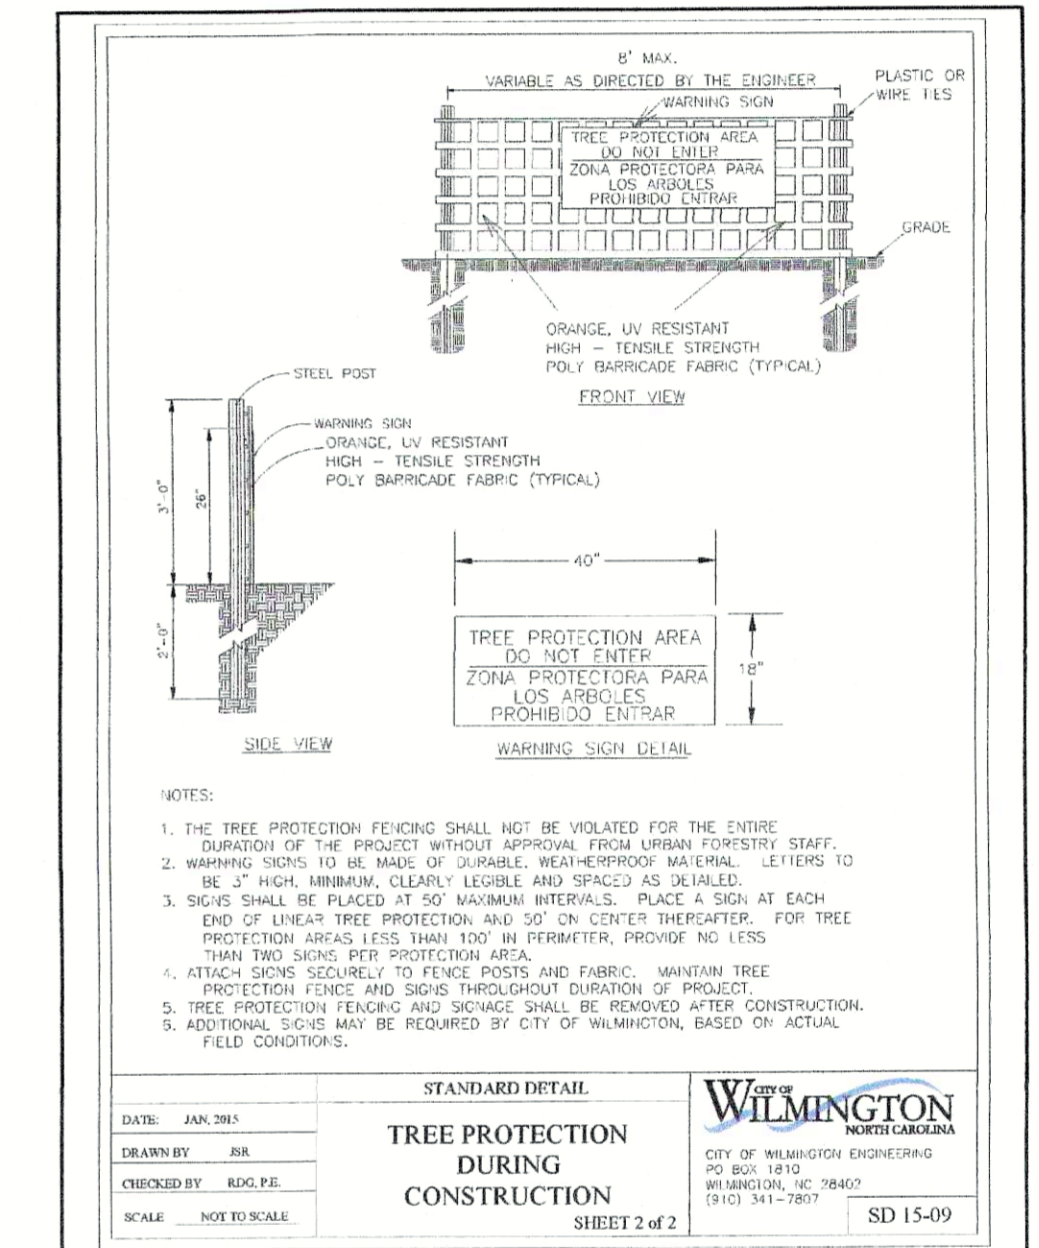 8' MAX.
VARIABLE AS DIRECTED BY THE ENGINEER
PLASTIC OR
WIRE TIES
WARNING SIGN
TREE PROTECTION AREA
DO NOT ENTER
ZONA PROTECTORA PARA
LOS ARBOLES
PROHIBIDO ENTRAR
GRADE
ORANGE, UV RESISTANT
HIGH - TENSILE STRENGTH
POLY BARRICADE FABRIC (TYPICAL)
FRONT VIEW
STEEL POST
WARNING SIGN
ORANGE, UV RESISTANT
HIGH - TENSILE STRENGTH
POLY BARRICADE FABRIC (TYPICAL)
3'-0"
26"
2'-0"
SIDE VIEW
40"
18"
TREE PROTECTION AREA
DO NOT ENTER
ZONA PROTECTORA PARA
LOS ARBOLES
PROHIBIDO ENTRAR
WARNING SIGN DETAIL
NOTES:
1. THE TREE PROTECTION FENCING SHALL NOT BE VIOLATED FOR THE ENTIRE
DURATION OF THE PROJECT WITHOUT APPROVAL FROM URBAN FORESTRY STAFF.
2. WARNING SIGNS TO BE MADE OF DURABLE, WEATHERPROOF MATERIAL. LETTERS TO
BE 3" HIGH, MINIMUM, CLEARLY LEGIBLE AND SPACED AS DETAILED.
3. SIGNS SHALL BE PLACED AT 50' MAXIMUM INTERVALS. PLACE A SIGN AT EACH
END OF LINEAR TREE PROTECTION AND 50' ON CENTER THEREAFTER. FOR TREE
PROTECTION AREAS LESS THAN 100' IN PERIMETER, PROVIDE NO LESS
THAN TWO SIGNS PER PROTECTION AREA.
4. ATTACH SIGNS SECURELY TO FENCE POSTS AND FABRIC. MAINTAIN TREE
PROTECTION FENCE AND SIGNS THROUGHOUT DURATION OF PROJECT.
5. TREE PROTECTION FENCING AND SIGNAGE SHALL BE REMOVED AFTER CONSTRUCTION.
6. ADDITIONAL SIGNS MAY BE REQUIRED BY CITY OF WILMINGTON, BASED ON ACTUAL
FIELD CONDITIONS.
DATE: JAN, 2015
DRAWN BY JSR
CHECKED BY RDG, P.E.
SCALE NOT TO SCALE
STANDARD DETAIL
TREE PROTECTION
DURING
CONSTRUCTION
SHEET 2 of 2
CITY OF
WILMINGTON
NORTH CAROLINA
CITY OF WILMINGTON ENGINEERING
PO BOX 1810
WILMINGTON, NC 28402
(910) 341-7807
SD 15-09